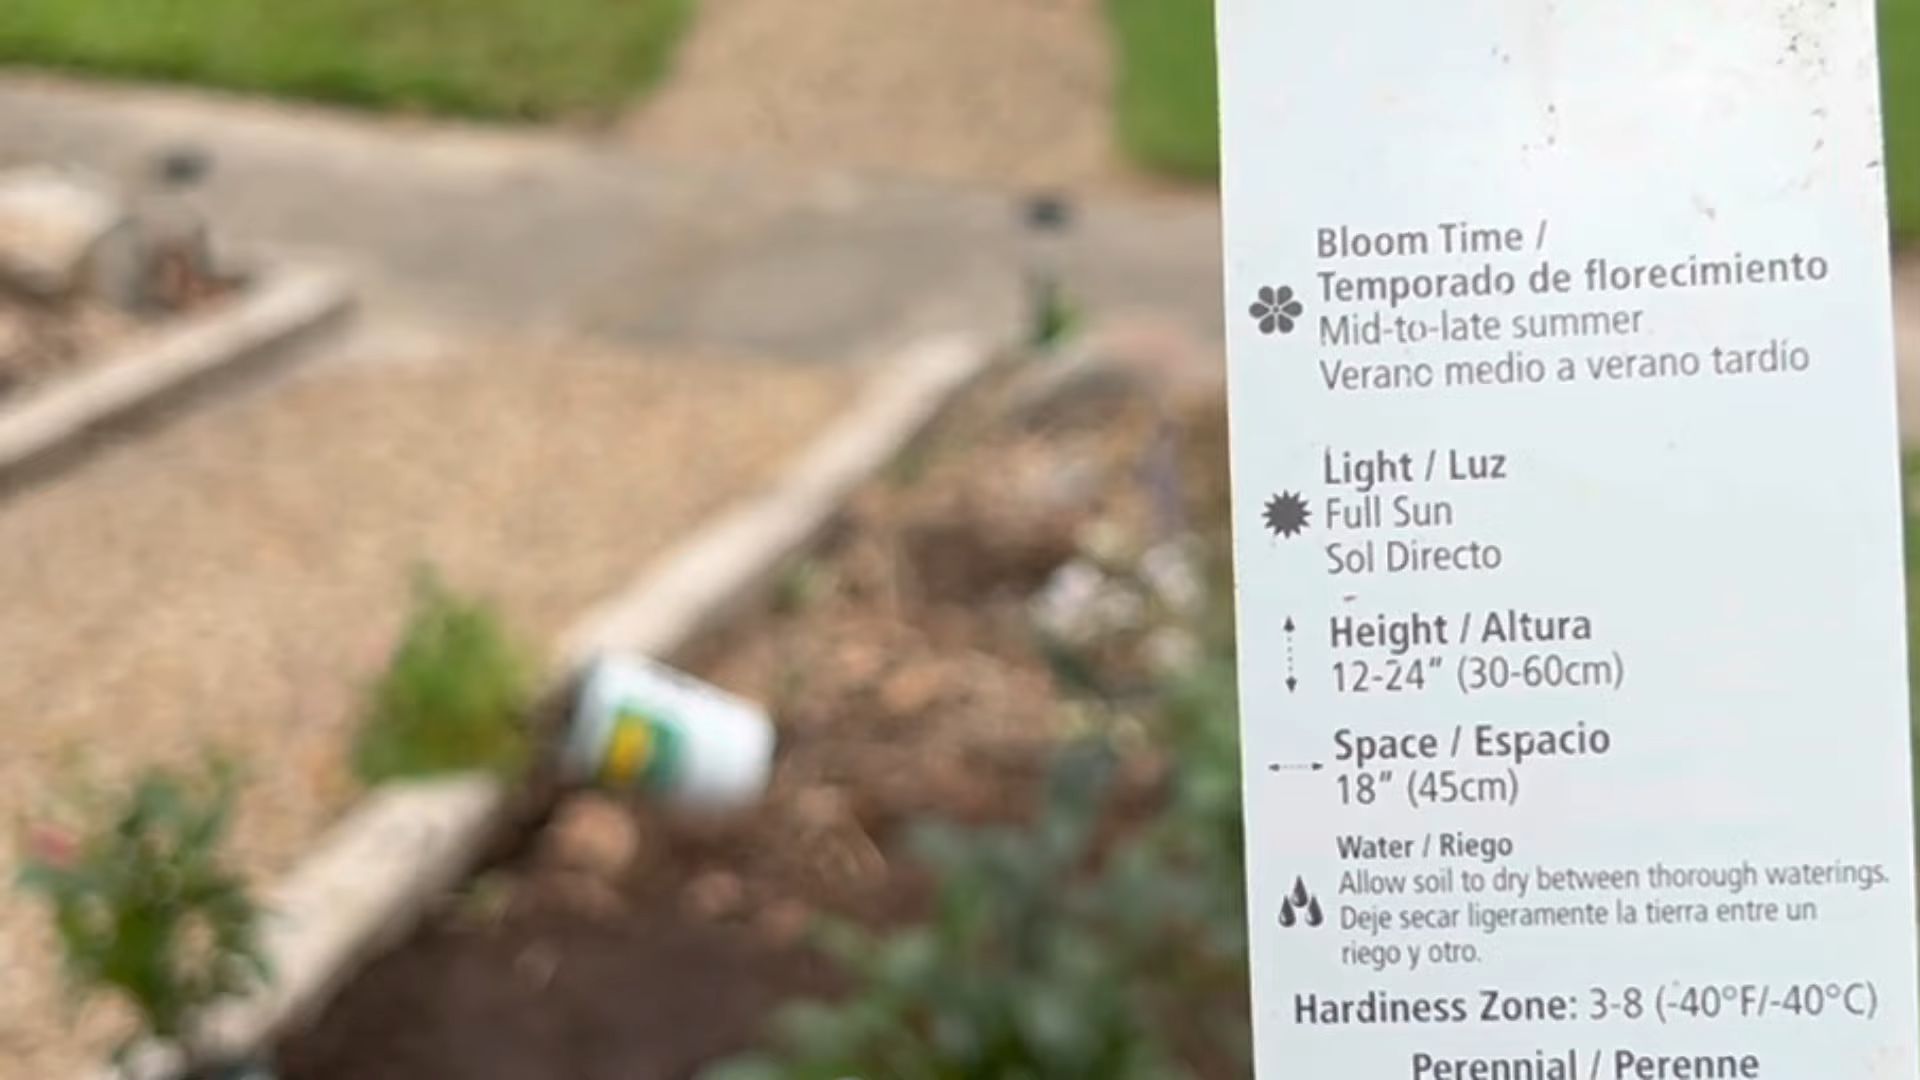 Bloom Time /
Temporado de florecimiento
Mid-to-late summer
Verano medio a verano tardío
Light / Luz
Full Sun
Sol Directo
Height / Altura
12-24" (30-60cm)
Space / Espacio
18" (45cm)
Water / Riego
Allow soil to dry between thorough waterings.
Deje secar ligeramente la tierra entre un
riego y otro.
Hardiness Zone: 3-8 (-40°F/-40°C)
Perennial / Perenne